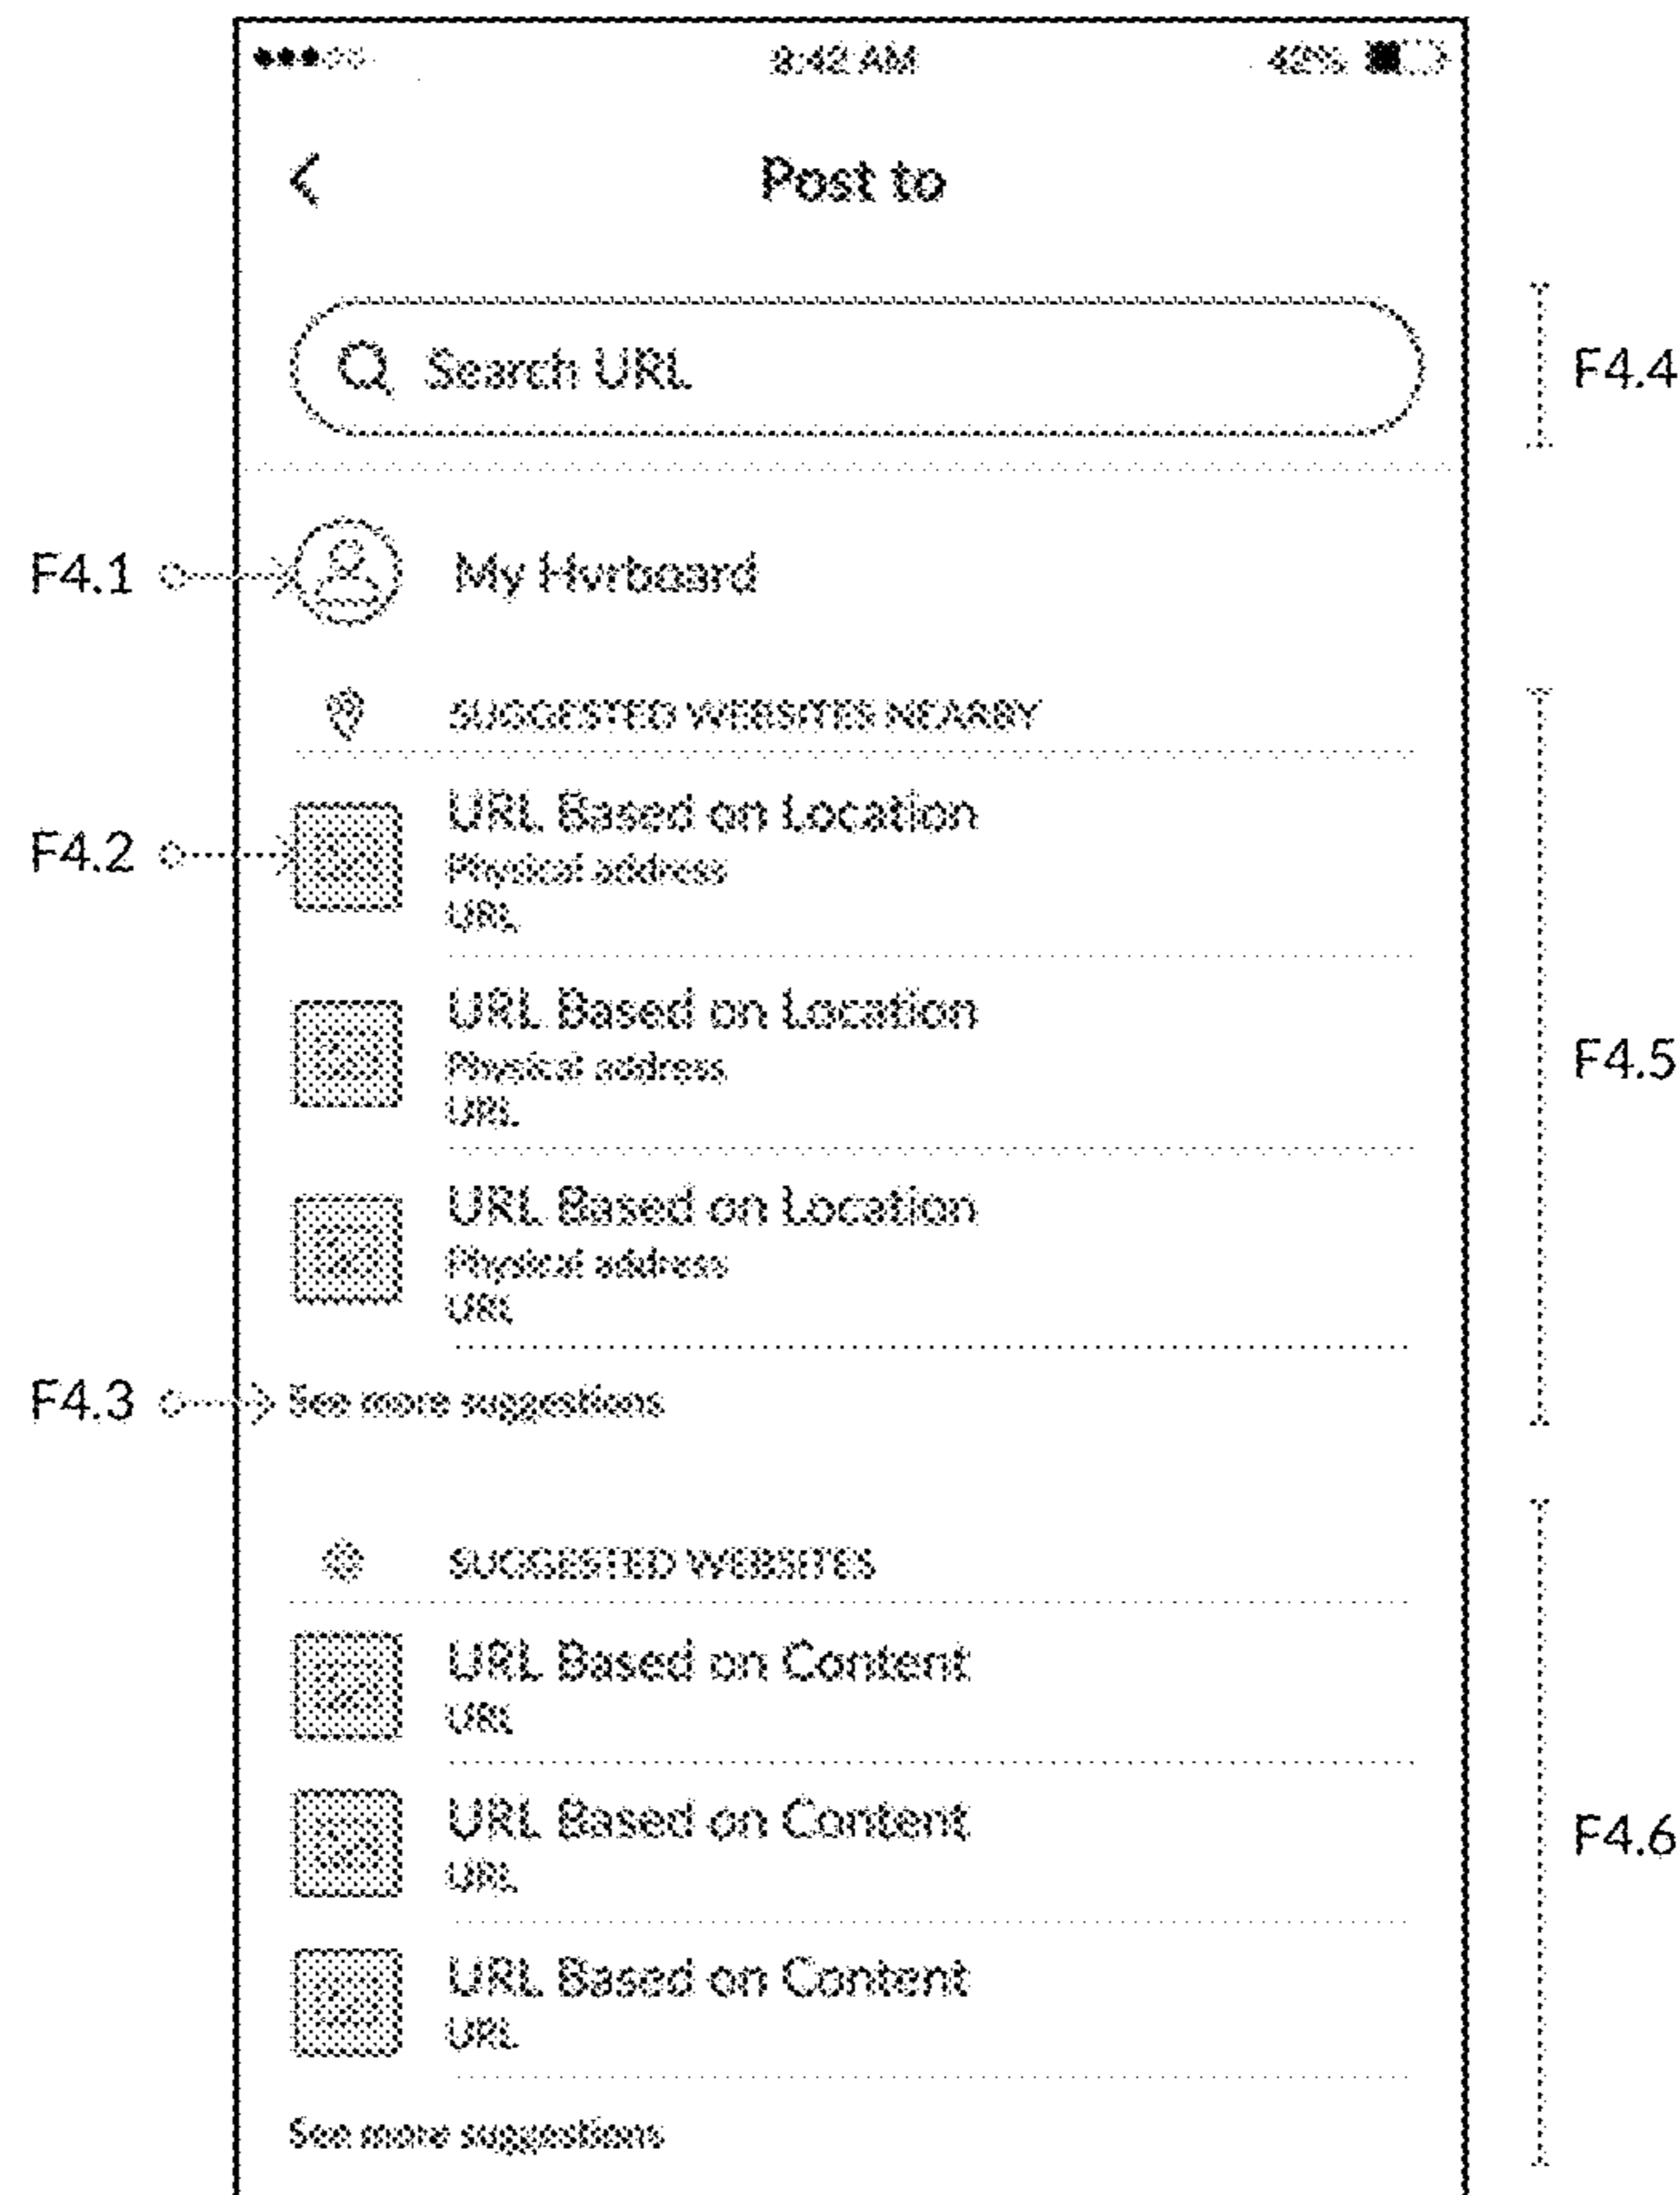 8:42 AM 42%
Post to
Search URL
F4.4
F4.1 My Hvrboard
SUGGESTED WEBSITES NEARBY
F4.2 URL Based on Location
Physical address
URL
URL Based on Location
Physical address
URL
F4.5
URL Based on Location
Physical address
URL
F4.3 See more suggestions
SUGGESTED WEBSITES
URL Based on Content
URL
URL Based on Content
URL
F4.6
URL Based on Content
URL
See more suggestions